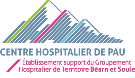 CENTRE HOSPITALIER DE PAU
Établissement support du Groupement
Hospitalier de Territoire Béarn et Soule